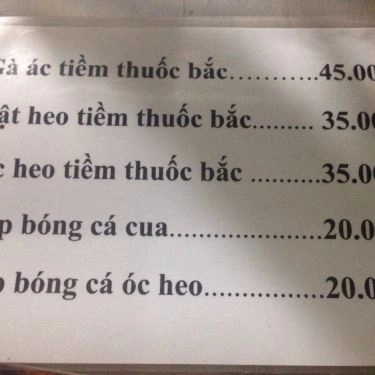 Gà ác tiềm thuốc bắc...........45.00
ật heo tiềm thuốc bắc......... 35.00
c heo tiềm thuốc bắc ..........35.00
p bóng cá cua....................20.0
bóng cá óc heo.................20.0